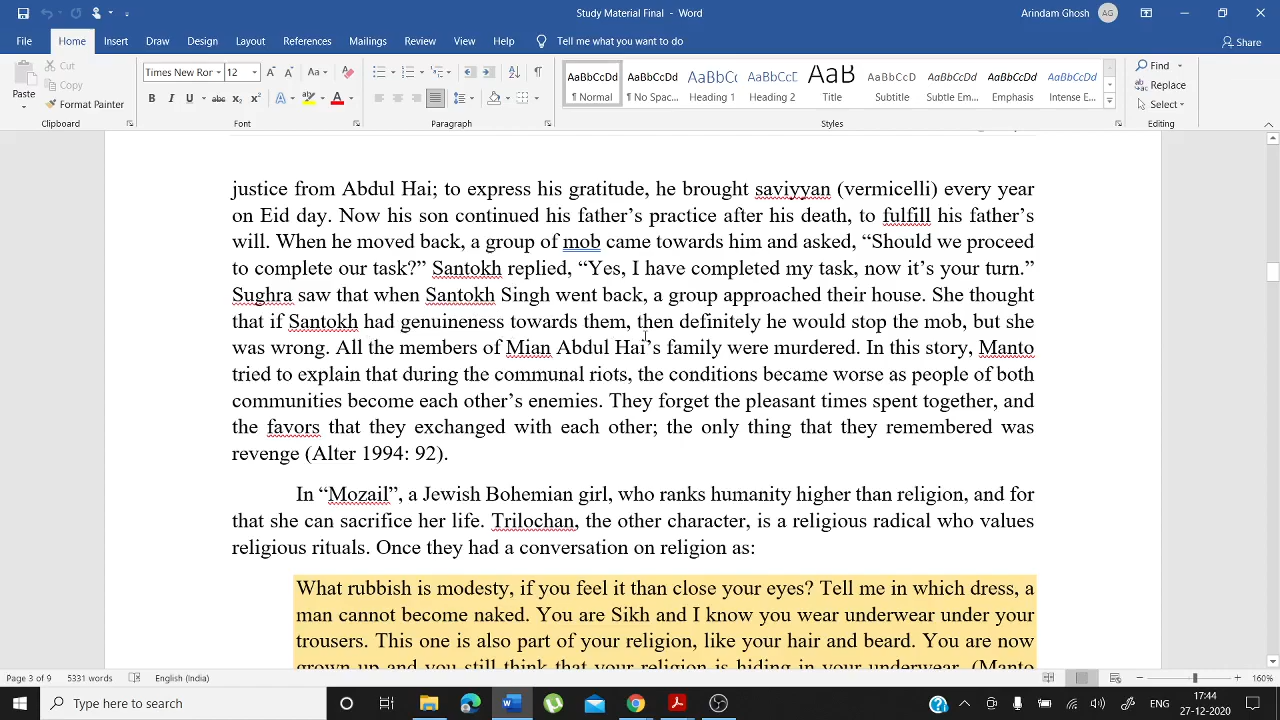 Study Material Final - Word
Arindam Ghosh
AG
File
Home
Insert
Draw
Design
Layout
References
Mailings
Review
View
Help
Tell me what you want to do
Share
Paste
Cut
Copy
Format Painter
Clipboard
Times New Ror
12
Font
Paragraph
AaBbCcDd
¶ Normal
AaBbCcDd
¶ No Spac...
AaBbCcD
Heading 1
AaBbCcE
Heading 2
AaB
Title
AaBbCcD
Subtitle
AaBbCcDd
Subtle Em...
AaBbCcDd
Emphasis
AaBbCcDd
Intense E...
Styles
Find
Replace
Select
Editing
justice from Abdul Hai; to express his gratitude, he brought saviyyan (vermicelli) every year
on Eid day. Now his son continued his father’s practice after his death, to fulfill his father’s
will. When he moved back, a group of mob came towards him and asked, “Should we proceed
to complete our task?” Santokh replied, “Yes, I have completed my task, now it’s your turn.”
Sughra saw that when Santokh Singh went back, a group approached their house. She thought
that if Santokh had genuineness towards them, then definitely he would stop the mob, but she
was wrong. All the members of Mian Abdul Hai’s family were murdered. In this story, Manto
tried to explain that during the communal riots, the conditions became worse as people of both
communities become each other’s enemies. They forget the pleasant times spent together, and
the favors that they exchanged with each other; the only thing that they remembered was
revenge (Alter 1994: 92).
In “Mozail”, a Jewish Bohemian girl, who ranks humanity higher than religion, and for
that she can sacrifice her life. Trilochan, the other character, is a religious radical who values
religious rituals. Once they had a conversation on religion as:
What rubbish is modesty, if you feel it than close your eyes? Tell me in which dress, a
man cannot become naked. You are Sikh and I know you wear underwear under your
trousers. This one is also part of your religion, like your hair and beard. You are now
grown up and you still think that your religion is hiding in your underwear. (Manto
Page 3 of 9
5331 words
English (India)
160%
Type here to search
ENG
17:44
27-12-2020